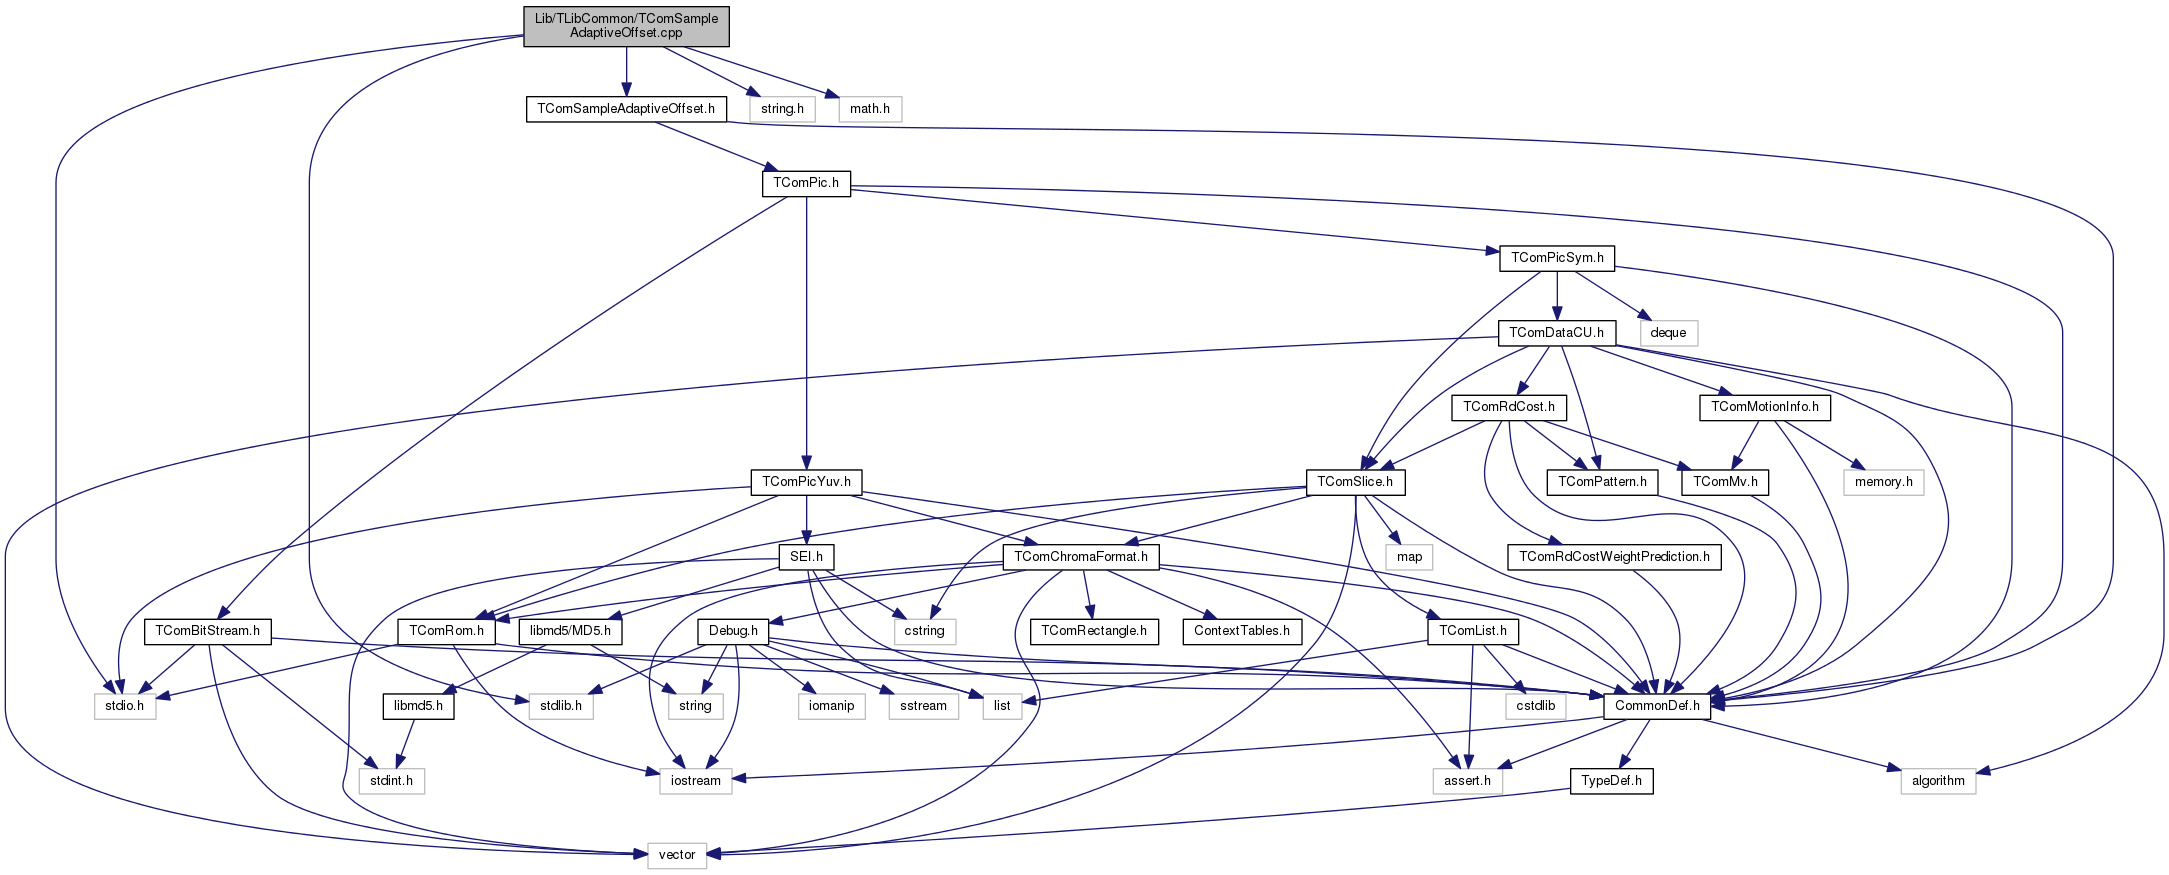 Lib/TLibCommon/TComSample
AdaptiveOffset.cpp
TComSampleAdaptiveOffset.h
string.h
math.h
TComPic.h
TComPicSym.h
TComDataCU.h
deque
TComRdCost.h
TComMotionInfo.h
TComPicYuv.h
TComSlice.h
TComPattern.h
TComMv.h
memory.h
SEI.h
TComChromaFormat.h
map
TComRdCostWeightPrediction.h
TComBitStream.h
TComRom.h
libmd5/MD5.h
Debug.h
cstring
TComRectangle.h
ContextTables.h
TComList.h
stdio.h
libmd5.h
stdlib.h
string
iomanip
sstream
list
cstdlib
CommonDef.h
stdint.h
iostream
assert.h
TypeDef.h
algorithm
vector